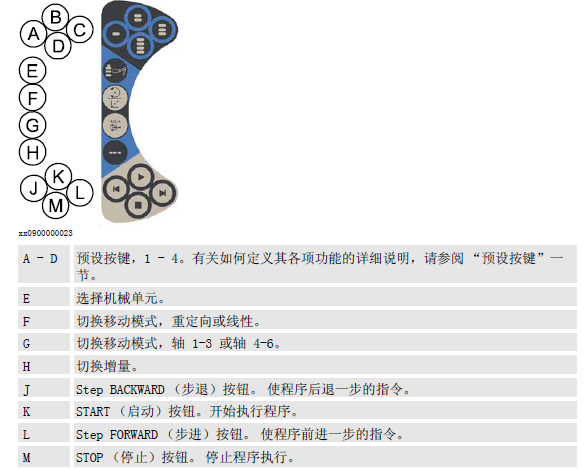 B
A
C
D
E
F
G
H
K
J
L
M
xx0900000023
A - D 预设按键，1 - 4。有关如何定义其各项功能的详细说明，请参阅 “预设按键”一
节。
E 选择机械单元。
F 切换移动模式，重定向或线性。
G 切换移动模式，轴 1-3 或轴 4-6。
H 切换增量。
J Step BACKWARD（步退）按钮。 使程序后退一步的指令。
K START（启动）按钮。开始执行程序。
L Step FORWARD（步进）按钮。 使程序前进一步的指令。
M STOP（停止）按钮。 停止程序执行。